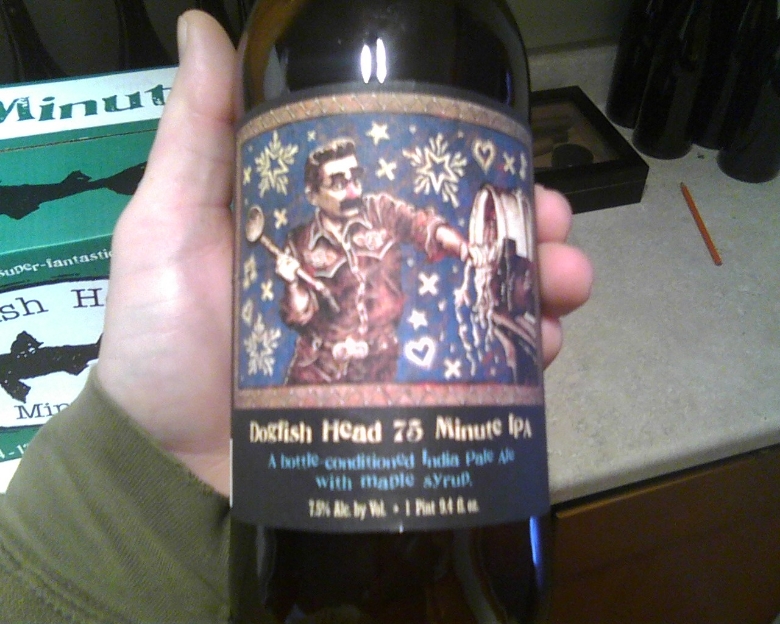 Minut
super-fantastic
sh H
Min
Dogfish Head 75 Minute IPA
A bottle-conditioned India Pale Ale
with maple syrup.
7.5% Alc. by Vol. • 1 Pint 9.4 fl. oz.